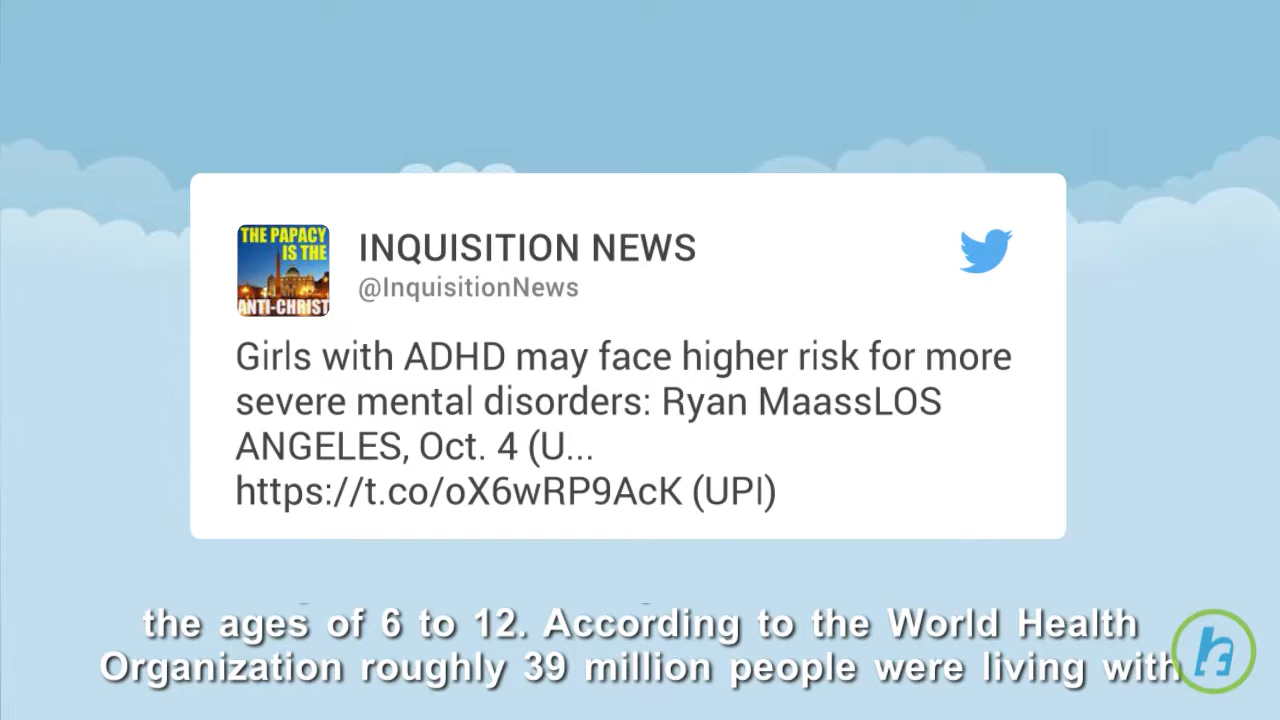 THE PAPACY
IS THE
ANTI-CHRIST
INQUISITION NEWS
@InquisitionNews
Girls with ADHD may face higher risk for more
severe mental disorders: Ryan MaassLOS
ANGELES, Oct. 4 (U...
https://t.co/oX6wRP9AcK (UPI)
the ages of 6 to 12. According to the World Health
Organization roughly 39 million people were living with